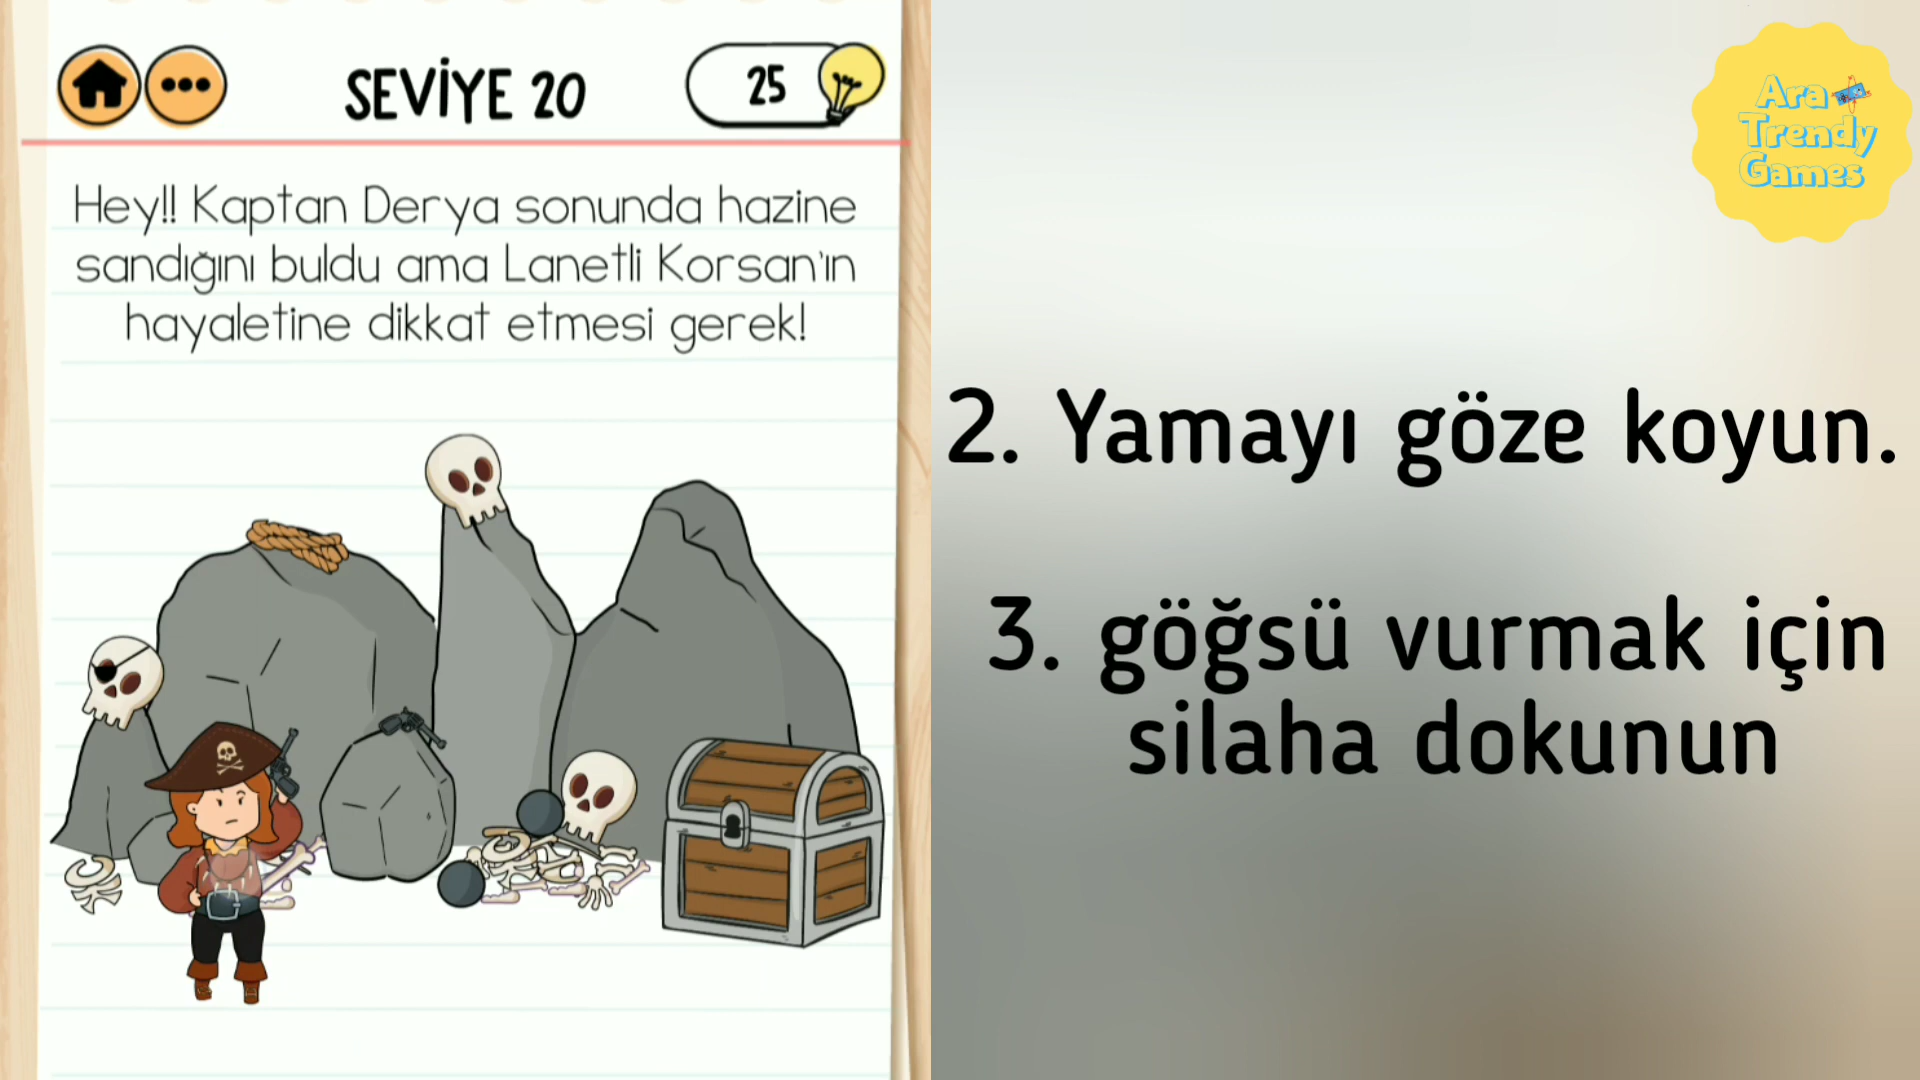 SEVİYE 20
25
Hey!! Kaptan Derya sonunda hazine
sandığını buldu ama Lanetli Korsan'ın
hayaletine dikkat etmesi gerek!
Ara
Trendy
Games
2. Yamayı göze koyun.
3. göğsü vurmak için
silaha dokunun